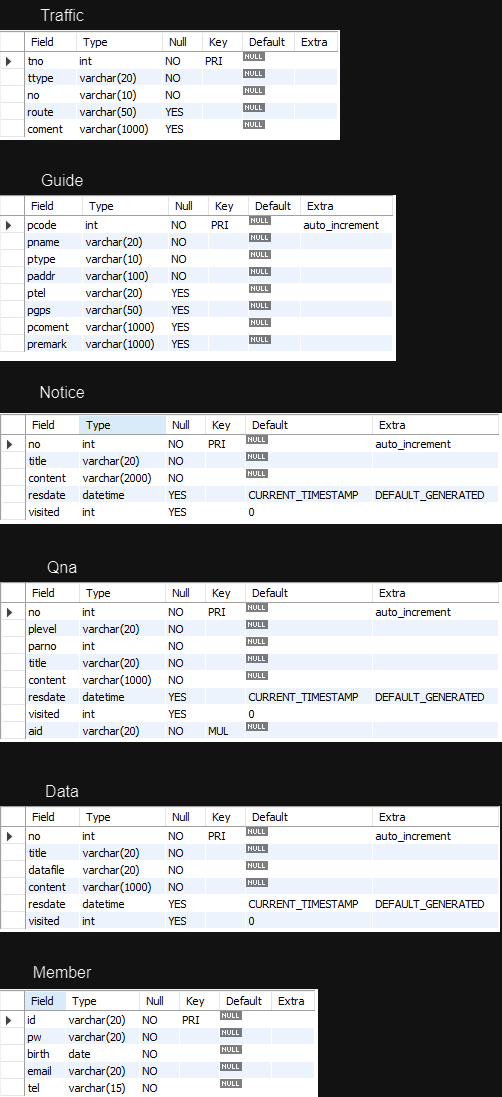 Traffic
Field Type Null Key Default Extra
tno int NO PRI NULL
ttype varchar(20) NO NULL
no varchar(10) NO NULL
route varchar(50) YES NULL
coment varchar(1000) YES NULL
Guide
Field Type Null Key Default Extra
pcode int NO PRI NULL auto_increment
pname varchar(20) NO NULL
ptype varchar(10) NO NULL
paddr varchar(100) NO NULL
ptel varchar(20) YES NULL
pgps varchar(50) YES NULL
pcoment varchar(1000) YES NULL
premark varchar(1000) YES NULL
Notice
Field Type Null Key Default Extra
no int NO PRI NULL auto_increment
title varchar(20) NO NULL
content varchar(2000) NO NULL
resdate datetime YES CURRENT_TIMESTAMP DEFAULT_GENERATED
visited int YES 0
Qna
Field Type Null Key Default Extra
no int NO PRI NULL auto_increment
plevel varchar(20) NO NULL
parno int NO NULL
title varchar(20) NO NULL
content varchar(1000) NO NULL
resdate datetime YES CURRENT_TIMESTAMP DEFAULT_GENERATED
visited int YES 0
aid varchar(20) NO MUL NULL
Data
Field Type Null Key Default Extra
no int NO PRI NULL auto_increment
title varchar(20) NO NULL
datafile varchar(20) NO NULL
content varchar(1000) NO NULL
resdate datetime YES CURRENT_TIMESTAMP DEFAULT_GENERATED
visited int YES 0
Member
Field Type Null Key Default Extra
id varchar(20) NO PRI NULL
pw varchar(20) NO NULL
birth date NO NULL
email varchar(20) NO NULL
tel varchar(15) NO NULL